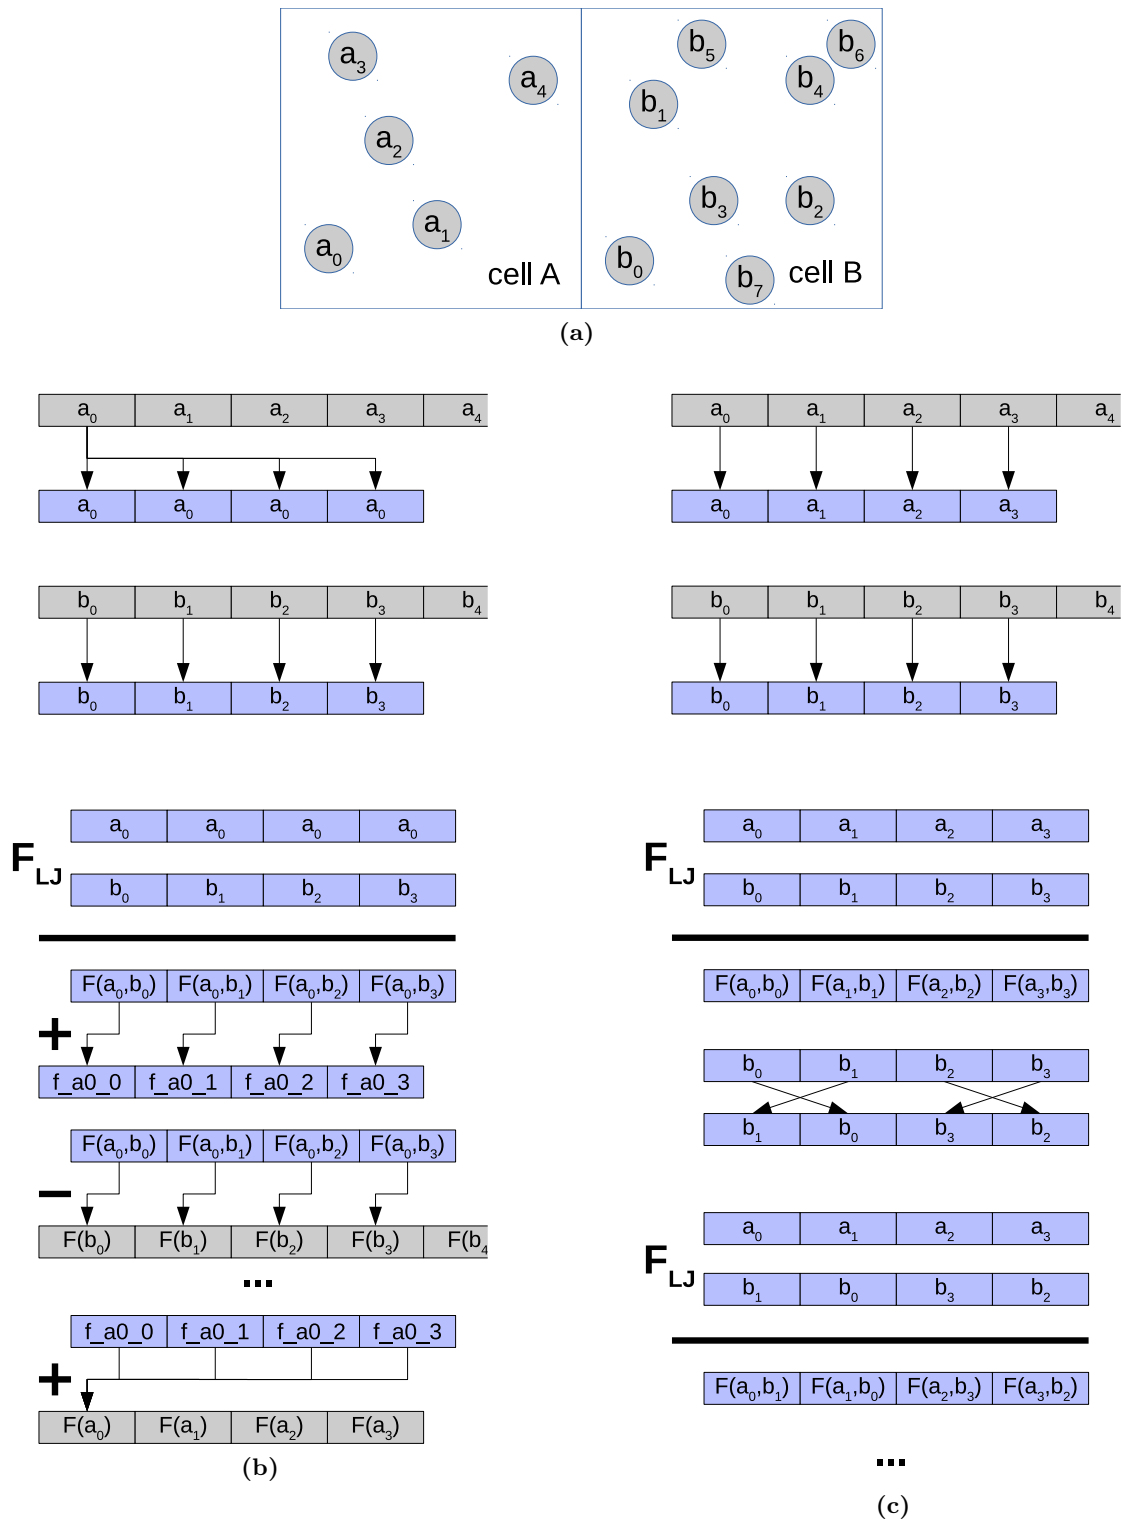 a3 a4 b5 b6
b4
b1
a2
b3 b2
a1
a0 b0
cell A b7 cell B
(a)
a0 a1 a2 a3 a4
a0 a0 a0 a0
b0 b1 b2 b3 b4
b0 b1 b2 b3
a0 a0 a0 a0
FLJ
b0 b1 b2 b3
F(a0,b0) F(a0,b1) F(a0,b2) F(a0,b3)
+
f_a0_0 f_a0_1 f_a0_2 f_a0_3
F(a0,b0) F(a0,b1) F(a0,b2) F(a0,b3)
−
F(b0) F(b1) F(b2) F(b3) F(b4
...
f_a0_0 f_a0_1 f_a0_2 f_a0_3
+
F(a0) F(a1) F(a2) F(a3)
(b)
a0 a1 a2 a3 a4
a0 a1 a2 a3
b0 b1 b2 b3 b4
b0 b1 b2 b3
a0 a1 a2 a3
FLJ
b0 b1 b2 b3
F(a0,b0) F(a1,b1) F(a2,b2) F(a3,b3)
b0 b1 b2 b3
b1 b0 b3 b2
a0 a1 a2 a3
FLJ
b1 b0 b3 b2
F(a0,b1) F(a1,b0) F(a2,b3) F(a3,b2)
...
(c)